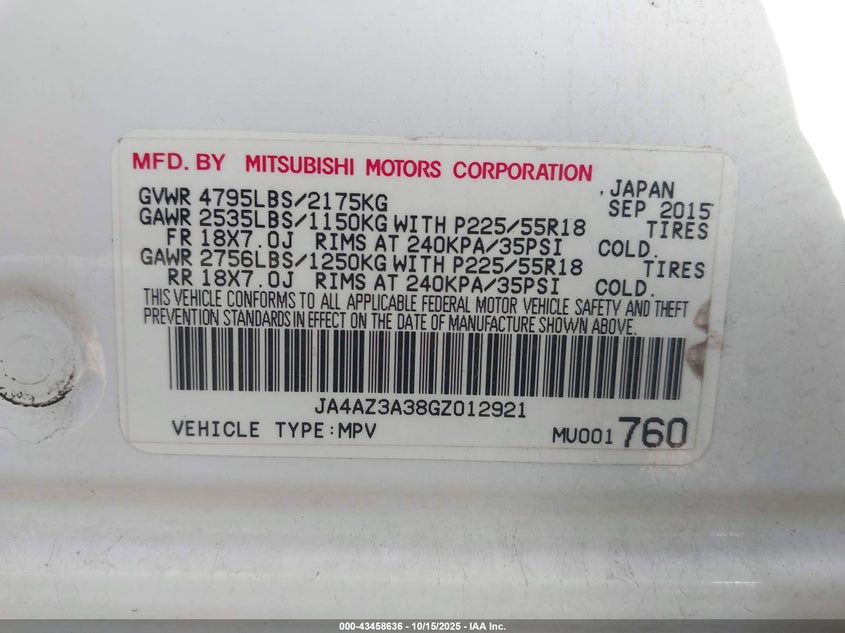 MFD. BY MITSUBISHI MOTORS CORPORATION
. JAPAN
GVWR 4795LBS/2175KG SEP 2015
GAWR 2535LBS/1150KG WITH P225/55R18 TIRES
FR 18X7.0J RIMS AT 240KPA/35PSI COLD.
GAWR 2756LBS/1250KG WITH P225/55R18 TIRES
RR 18X7.0J RIMS AT 240KPA/35PSI COLD.
THIS VEHICLE CONFORMS TO ALL APPLICABLE FEDERAL MOTOR VEHICLE SAFETY AND THEFT
PREVENTION STANDARDS IN EFFECT ON THE DATE OF MANUFACTURE SHOWN ABOVE.
JA4AZ3A38GZ012921
VEHICLE TYPE:MPV MU001 760
000-43458636 - 10/15/2025 - IAA Inc.